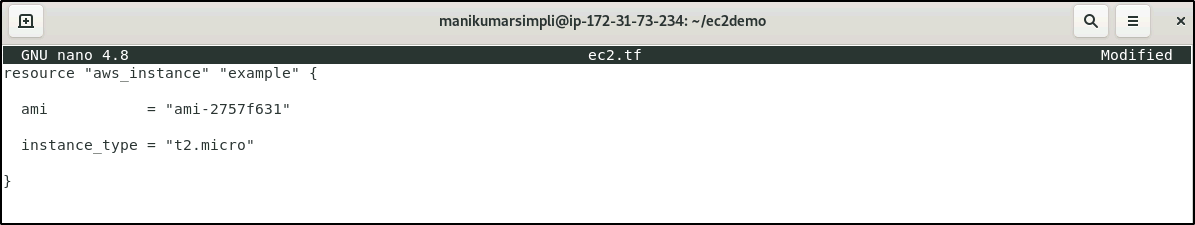 manikumarsimpli@ip-172-31-73-234: ~/ec2demo
GNU nano 4.8 ec2.tf Modified
resource "aws_instance" "example" {
ami = "ami-2757f631"
instance_type = "t2.micro"
}